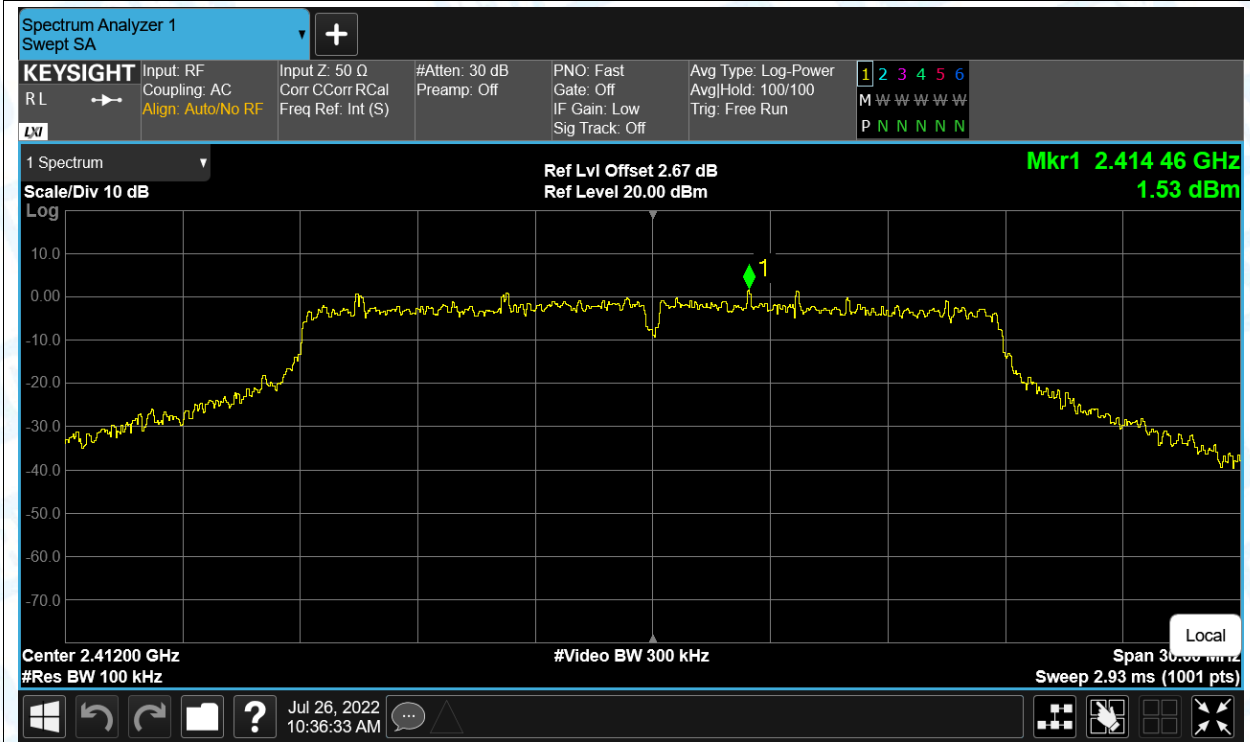 Spectrum Analyzer 1
Swept SA
+
KEYSIGHT
R L
LXI
Input: RF
Coupling: AC
Align: Auto/No RF
Input Z: 50 Ω
Corr CCorr RCal
Freq Ref: Int (S)
#Atten: 30 dB
Preamp: Off
PNO: Fast
Gate: Off
IF Gain: Low
Sig Track: Off
Avg Type: Log-Power
Avg|Hold: 100/100
Trig: Free Run
1 2 3 4 5 6
M W W W W W
P N N N N N
1 Spectrum
Scale/Div 10 dB
Ref Lvl Offset 2.67 dB
Ref Level 20.00 dBm
Mkr1 2.414 46 GHz
1.53 dBm
Log
10.0
0.00
-10.0
-20.0
-30.0
-40.0
-50.0
-60.0
-70.0
1
Local
Center 2.41200 GHz
#Video BW 300 kHz
Span 30.00 MHz
#Res BW 100 kHz
Sweep 2.93 ms (1001 pts)
?
Jul 26, 2022
10:36:33 AM